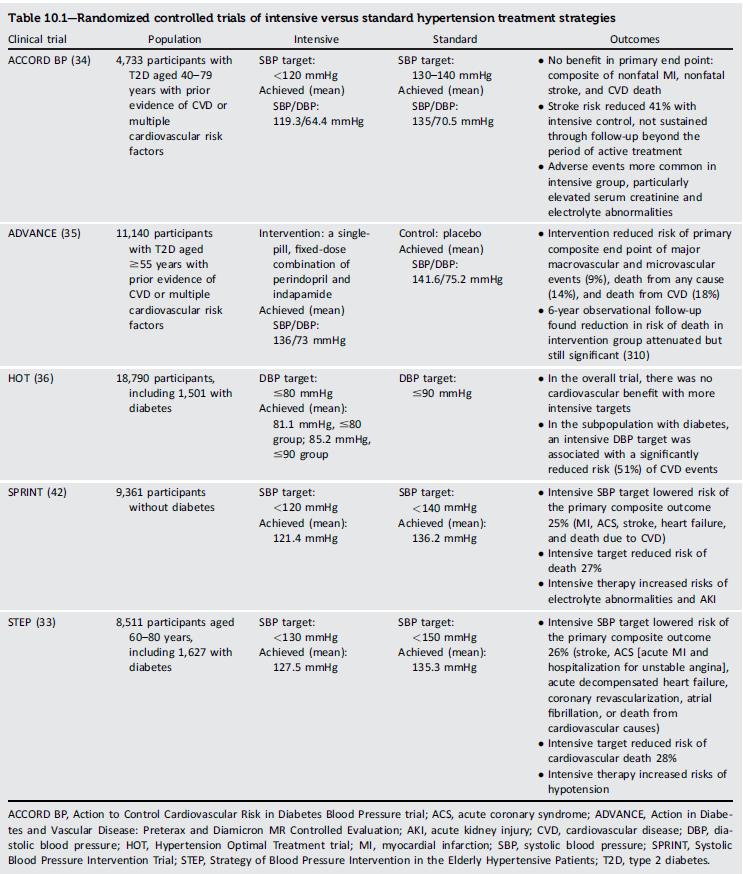 Table 10.1—Randomized controlled trials of intensive versus standard hypertension treatment strategies
Clinical trial Population Intensive Standard Outcomes
ACCORD BP (34)
4,733 participants with
T2D aged 40–79
years with prior
evidence of CVD or
multiple
cardiovascular risk
factors
SBP target:
<120 mmHg
Achieved (mean)
SBP/DBP:
119.3/64.4 mmHg
SBP target:
130–140 mmHg
Achieved (mean)
SBP/DBP:
135/70.5 mmHg
● No benefit in primary end point:
composite of nonfatal MI, nonfatal
stroke, and CVD death
● Stroke risk reduced 41% with
intensive control, not sustained
through follow-up beyond the
period of active treatment
● Adverse events more common in
intensive group, particularly
elevated serum creatinine and
electrolyte abnormalities
ADVANCE (35)
11,140 participants
with T2D aged
≥55 years with
prior evidence of
CVD or multiple
cardiovascular risk
factors
Intervention: a single-
pill, fixed-dose
combination of
perindopril and
indapamide
Achieved (mean)
SBP/DBP:
136/73 mmHg
Control: placebo
Achieved (mean)
SBP/DBP:
141.6/75.2 mmHg
● Intervention reduced risk of primary
composite end point of major
macrovascular and microvascular
events (9%), death from any cause
(14%), and death from CVD (18%)
● 6-year observational follow-up
found reduction in risk of death in
intervention group attenuated but
still significant (310)
HOT (36)
18,790 participants,
including 1,501 with
diabetes
DBP target:
≤80 mmHg
Achieved (mean):
81.1 mmHg, ≤80
group; 85.2 mmHg,
≤90 group
DBP target:
≤90 mmHg
● In the overall trial, there was no
cardiovascular benefit with more
intensive targets
● In the subpopulation with diabetes,
an intensive DBP target was
associated with a significantly
reduced risk (51%) of CVD events
SPRINT (42)
9,361 participants
without diabetes
SBP target:
<120 mmHg
Achieved (mean):
121.4 mmHg
SBP target:
<140 mmHg
Achieved (mean):
136.2 mmHg
● Intensive SBP target lowered risk of
the primary composite outcome
25% (MI, ACS, stroke, heart failure,
and death due to CVD)
● Intensive target reduced risk of
death 27%
● Intensive therapy increased risks of
electrolyte abnormalities and AKI
STEP (33)
8,511 participants aged
60–80 years,
including 1,627 with
diabetes
SBP target:
<130 mmHg
Achieved (mean):
127.5 mmHg
SBP target:
<150 mmHg
Achieved (mean):
135.3 mmHg
● Intensive SBP target lowered risk of
the primary composite outcome
26% (stroke, ACS [acute MI and
hospitalization for unstable angina],
acute decompensated heart failure,
coronary revascularization, atrial
fibrillation, or death from
cardiovascular causes)
● Intensive target reduced risk of
cardiovascular death 28%
● Intensive therapy increased risks of
hypotension
ACCORD BP, Action to Control Cardiovascular Risk in Diabetes Blood Pressure trial; ACS, acute coronary syndrome; ADVANCE, Action in Diabe-
tes and Vascular Disease: Preterax and Diamicron MR Controlled Evaluation; AKI, acute kidney injury; CVD, cardiovascular disease; DBP, dia-
stolic blood pressure; HOT, Hypertension Optimal Treatment trial; MI, myocardial infarction; SBP, systolic blood pressure; SPRINT, Systolic
Blood Pressure Intervention Trial; STEP, Strategy of Blood Pressure Intervention in the Elderly Hypertensive Patients; T2D, type 2 diabetes.